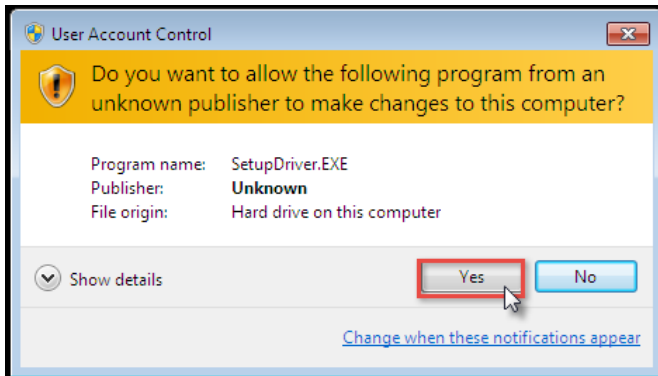 User Account Control
Do you want to allow the following program from an
unknown publisher to make changes to this computer?
Program name: SetupDriver.EXE
Publisher: Unknown
File origin: Hard drive on this computer
Show details
Yes
No
Change when these notifications appear